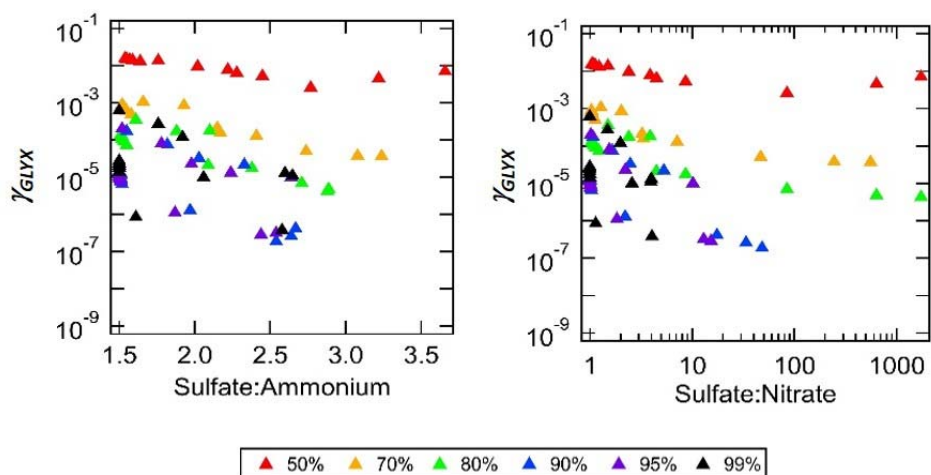 10⁻¹
10⁻³
10⁻⁵
10⁻⁷
10⁻⁹
γGLYX
1.5 2.0 2.5 3.0 3.5
Sulfate:Ammonium
10⁻¹
10⁻³
10⁻⁵
10⁻⁷
10⁻⁹
γGLYX
1 10 100 1000
Sulfate:Nitrate
50% 70% 80% 90% 95% 99%